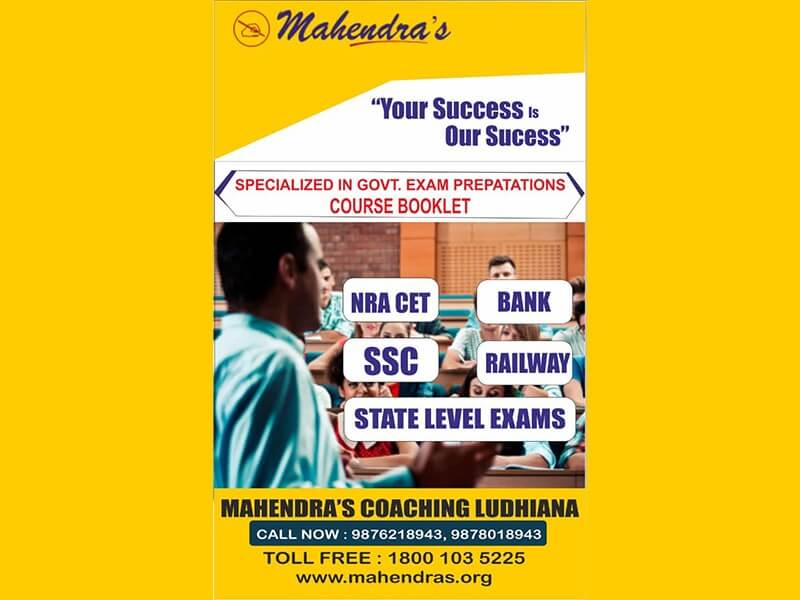 Mahendra's
“Your Success Is
Our Sucess”
SPECIALIZED IN GOVT. EXAM PREPATATIONS
COURSE BOOKLET
NRA CET
BANK
SSC
RAILWAY
STATE LEVEL EXAMS
MAHENDRA'S COACHING LUDHIANA
CALL NOW : 9876218943, 9878018943
TOLL FREE : 1800 103 5225
www.mahendras.org